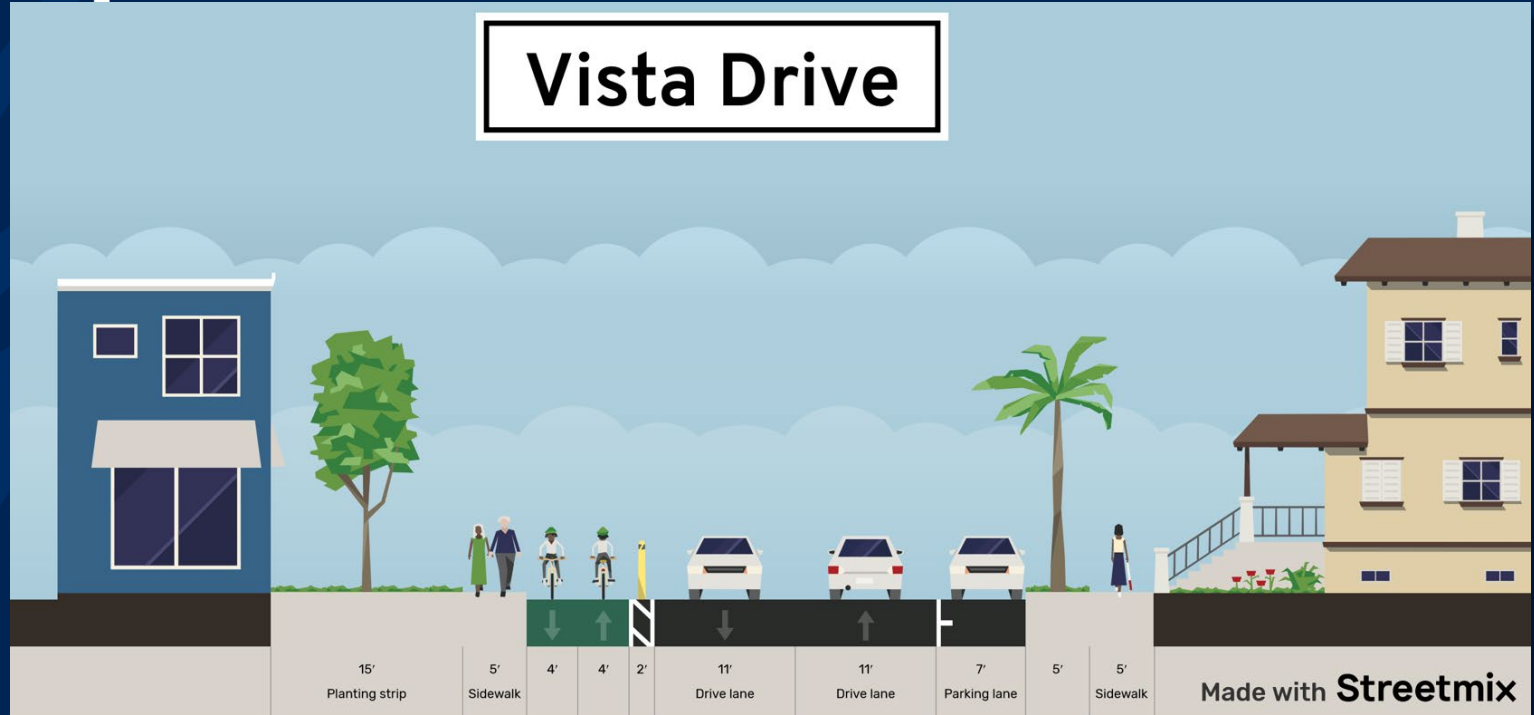 Vista Drive
15′
Planting strip
5′
Sidewalk
4′
4′
2′
11′
Drive lane
11′
Drive lane
7′
Parking lane
5′
5′
Sidewalk
Made with Streetmix